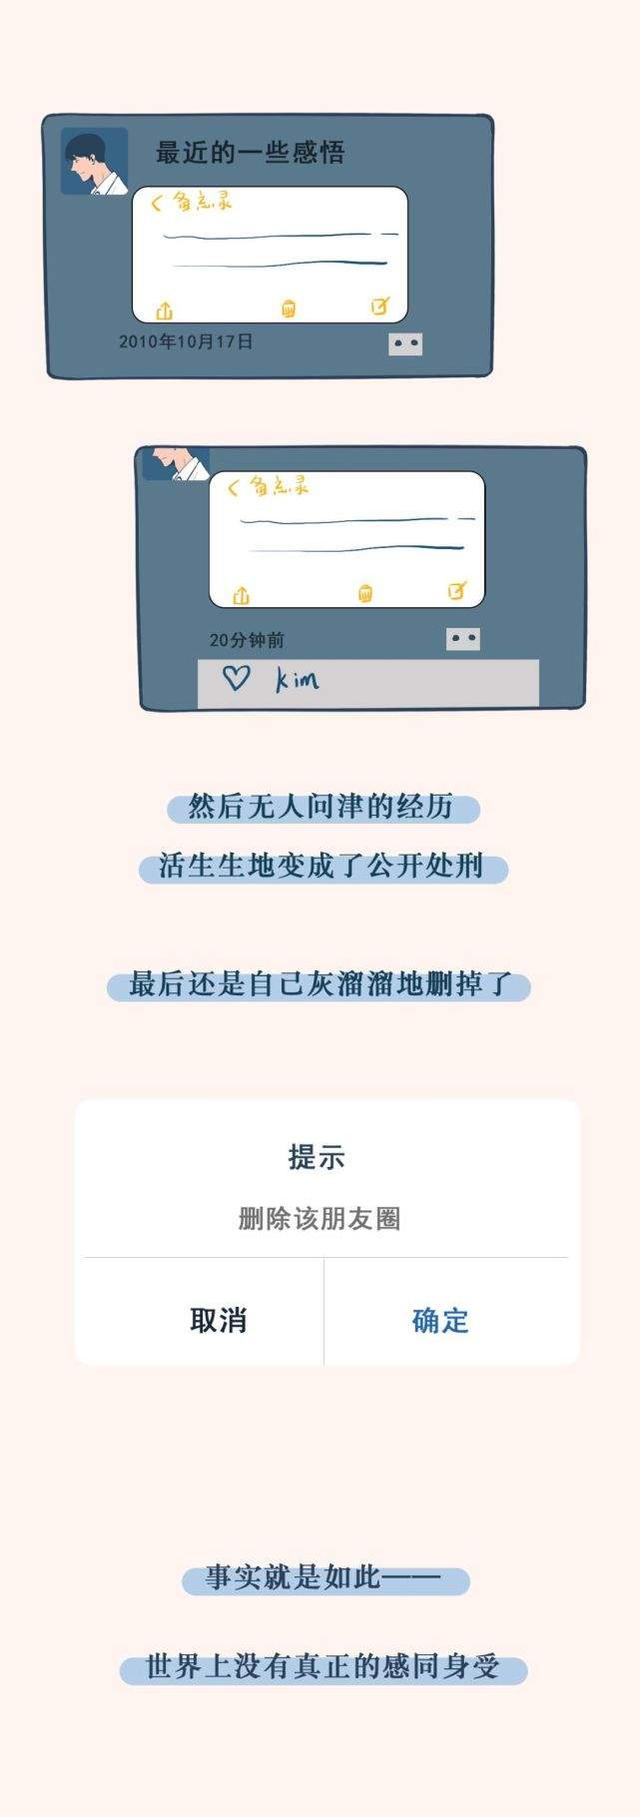 最近的一些感悟
< 备忘录
2010年10月17日
< 备忘录
20分钟前
♡ kim
然后无人问津的经历
活生生地变成了公开处刑
最后还是自己灰溜溜地删掉了
提示
删除该朋友圈
取消 确定
事实就是如此——
世界上没有真正的感同身受